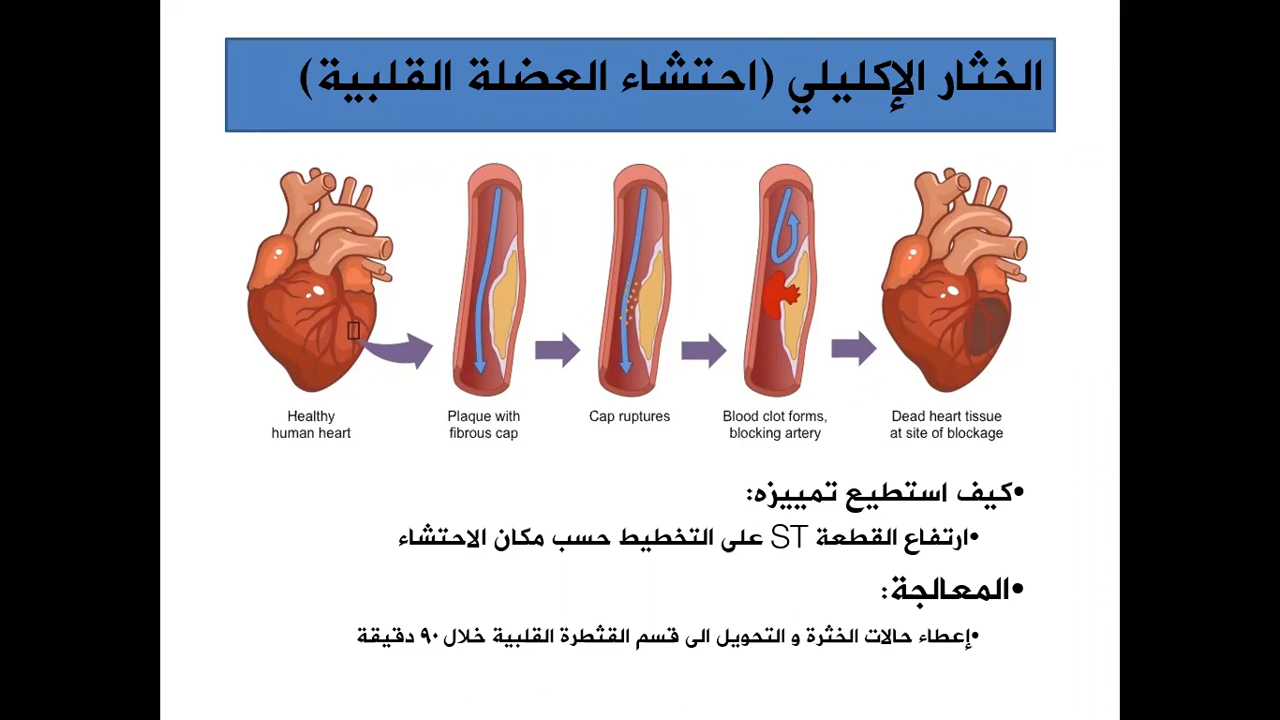 الخثار الإكليلي (احتشاء العضلة القلبية)
Healthy
human heart
Plaque with
fibrous cap
Cap ruptures
Blood clot forms,
blocking artery
Dead heart tissue
at site of blockage
•كيف استطيع تمييزه:
•ارتفاع القطعة ST على التخطيط حسب مكان الاحتشاء
•المعالجة:
•إعطاء حالات الخثرة و التحويل الى قسم القثطرة القلبية خلال ٩٠ دقيقة